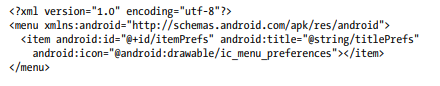 <?xml version="1.0" encoding="utf-8"?>
<menu xmlns:android="http://schemas.android.com/apk/res/android">
  <item android:id="@+id/itemPrefs" android:title="@string/titlePrefs"
    android:icon="@android:drawable/ic_menu_preferences"></item>
</menu>